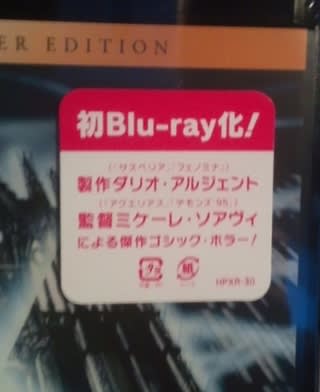 ER EDITION
初Blu-ray化!
(『サスペリア』『フェノミナ』)
製作ダリオ・アルジェント
(『アクエリアス』『デモンズ'95』)
監督ミケーレ・ソアヴィ
による傑作ゴシック・ホラー!
プラ
紙
HPXR-30